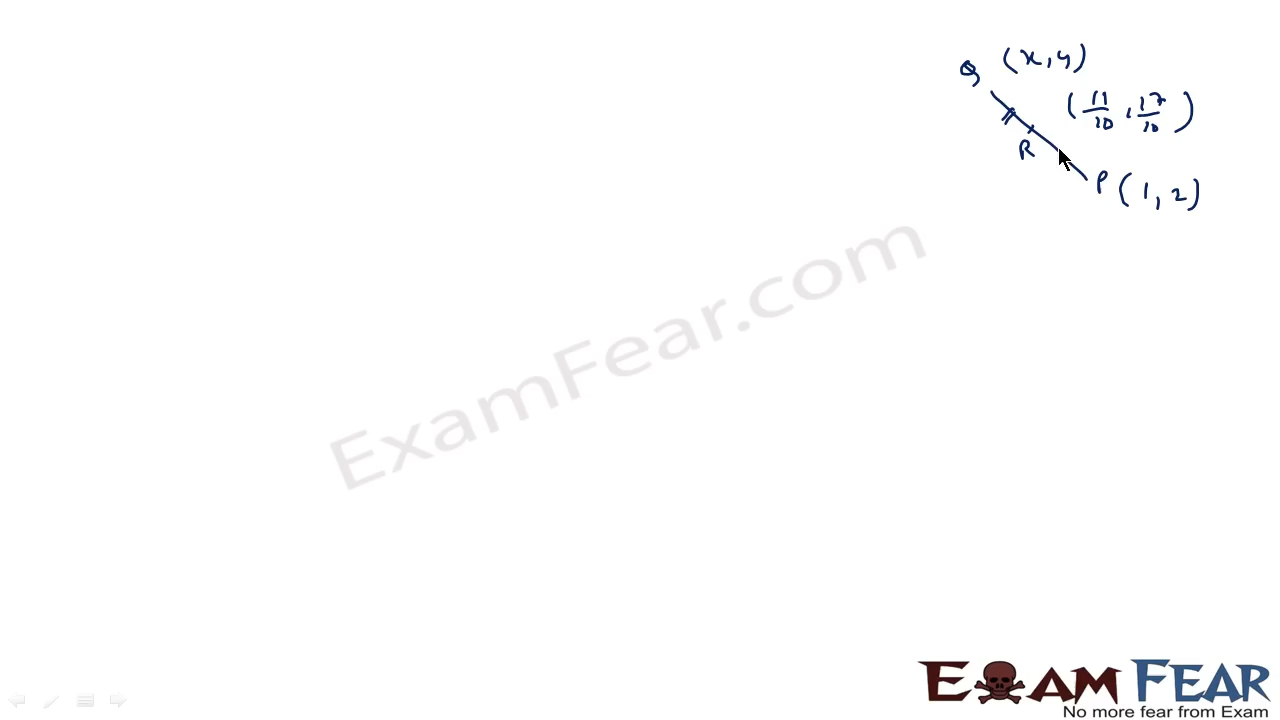 Q (x, y)
(11/10, 17/10)
R
P (1, 2)
ExamFear.com
EXAM FEAR
No more fear from Exam